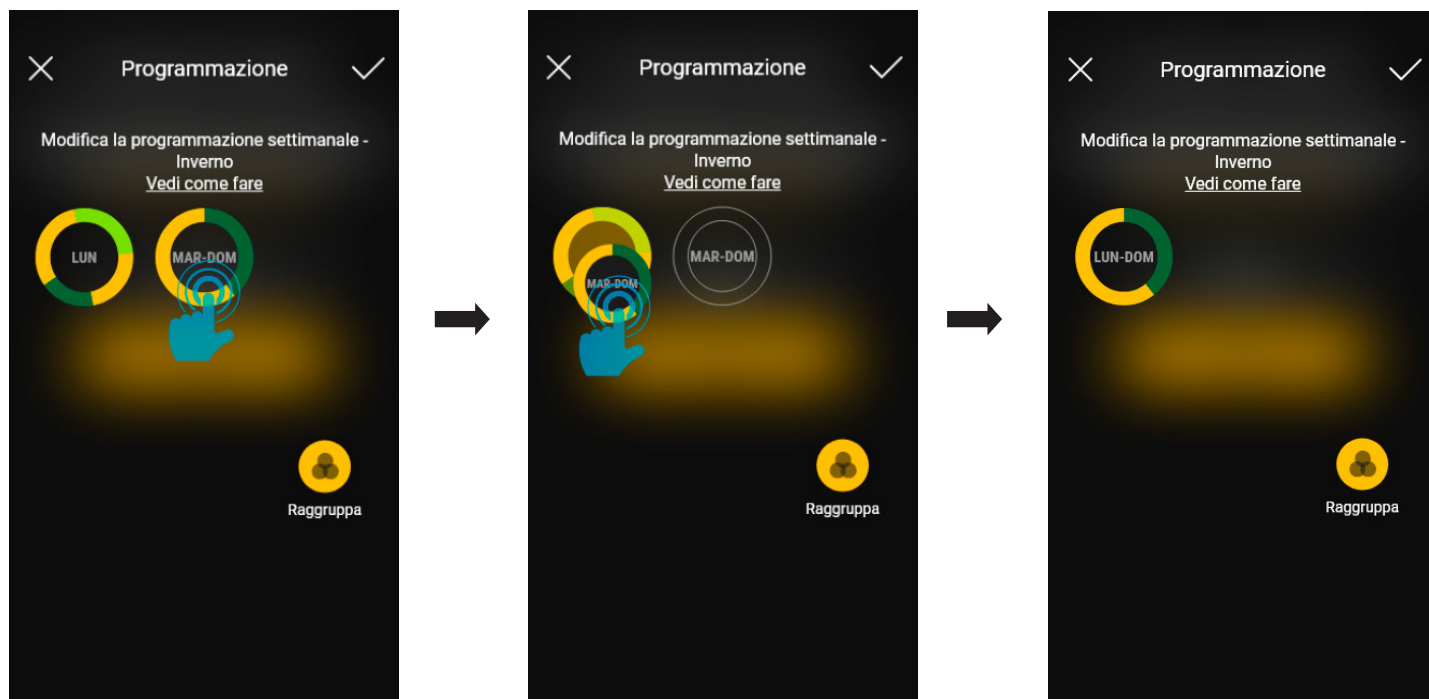 Programmazione
Modifica la programmazione settimanale -
Inverno
Vedi come fare
LUN
MAR-DOM
Raggruppa
Programmazione
Modifica la programmazione settimanale -
Inverno
Vedi come fare
MAR-DOM
MAR-DOM
Raggruppa
Programmazione
Modifica la programmazione settimanale -
Inverno
Vedi come fare
LUN-DOM
Raggruppa